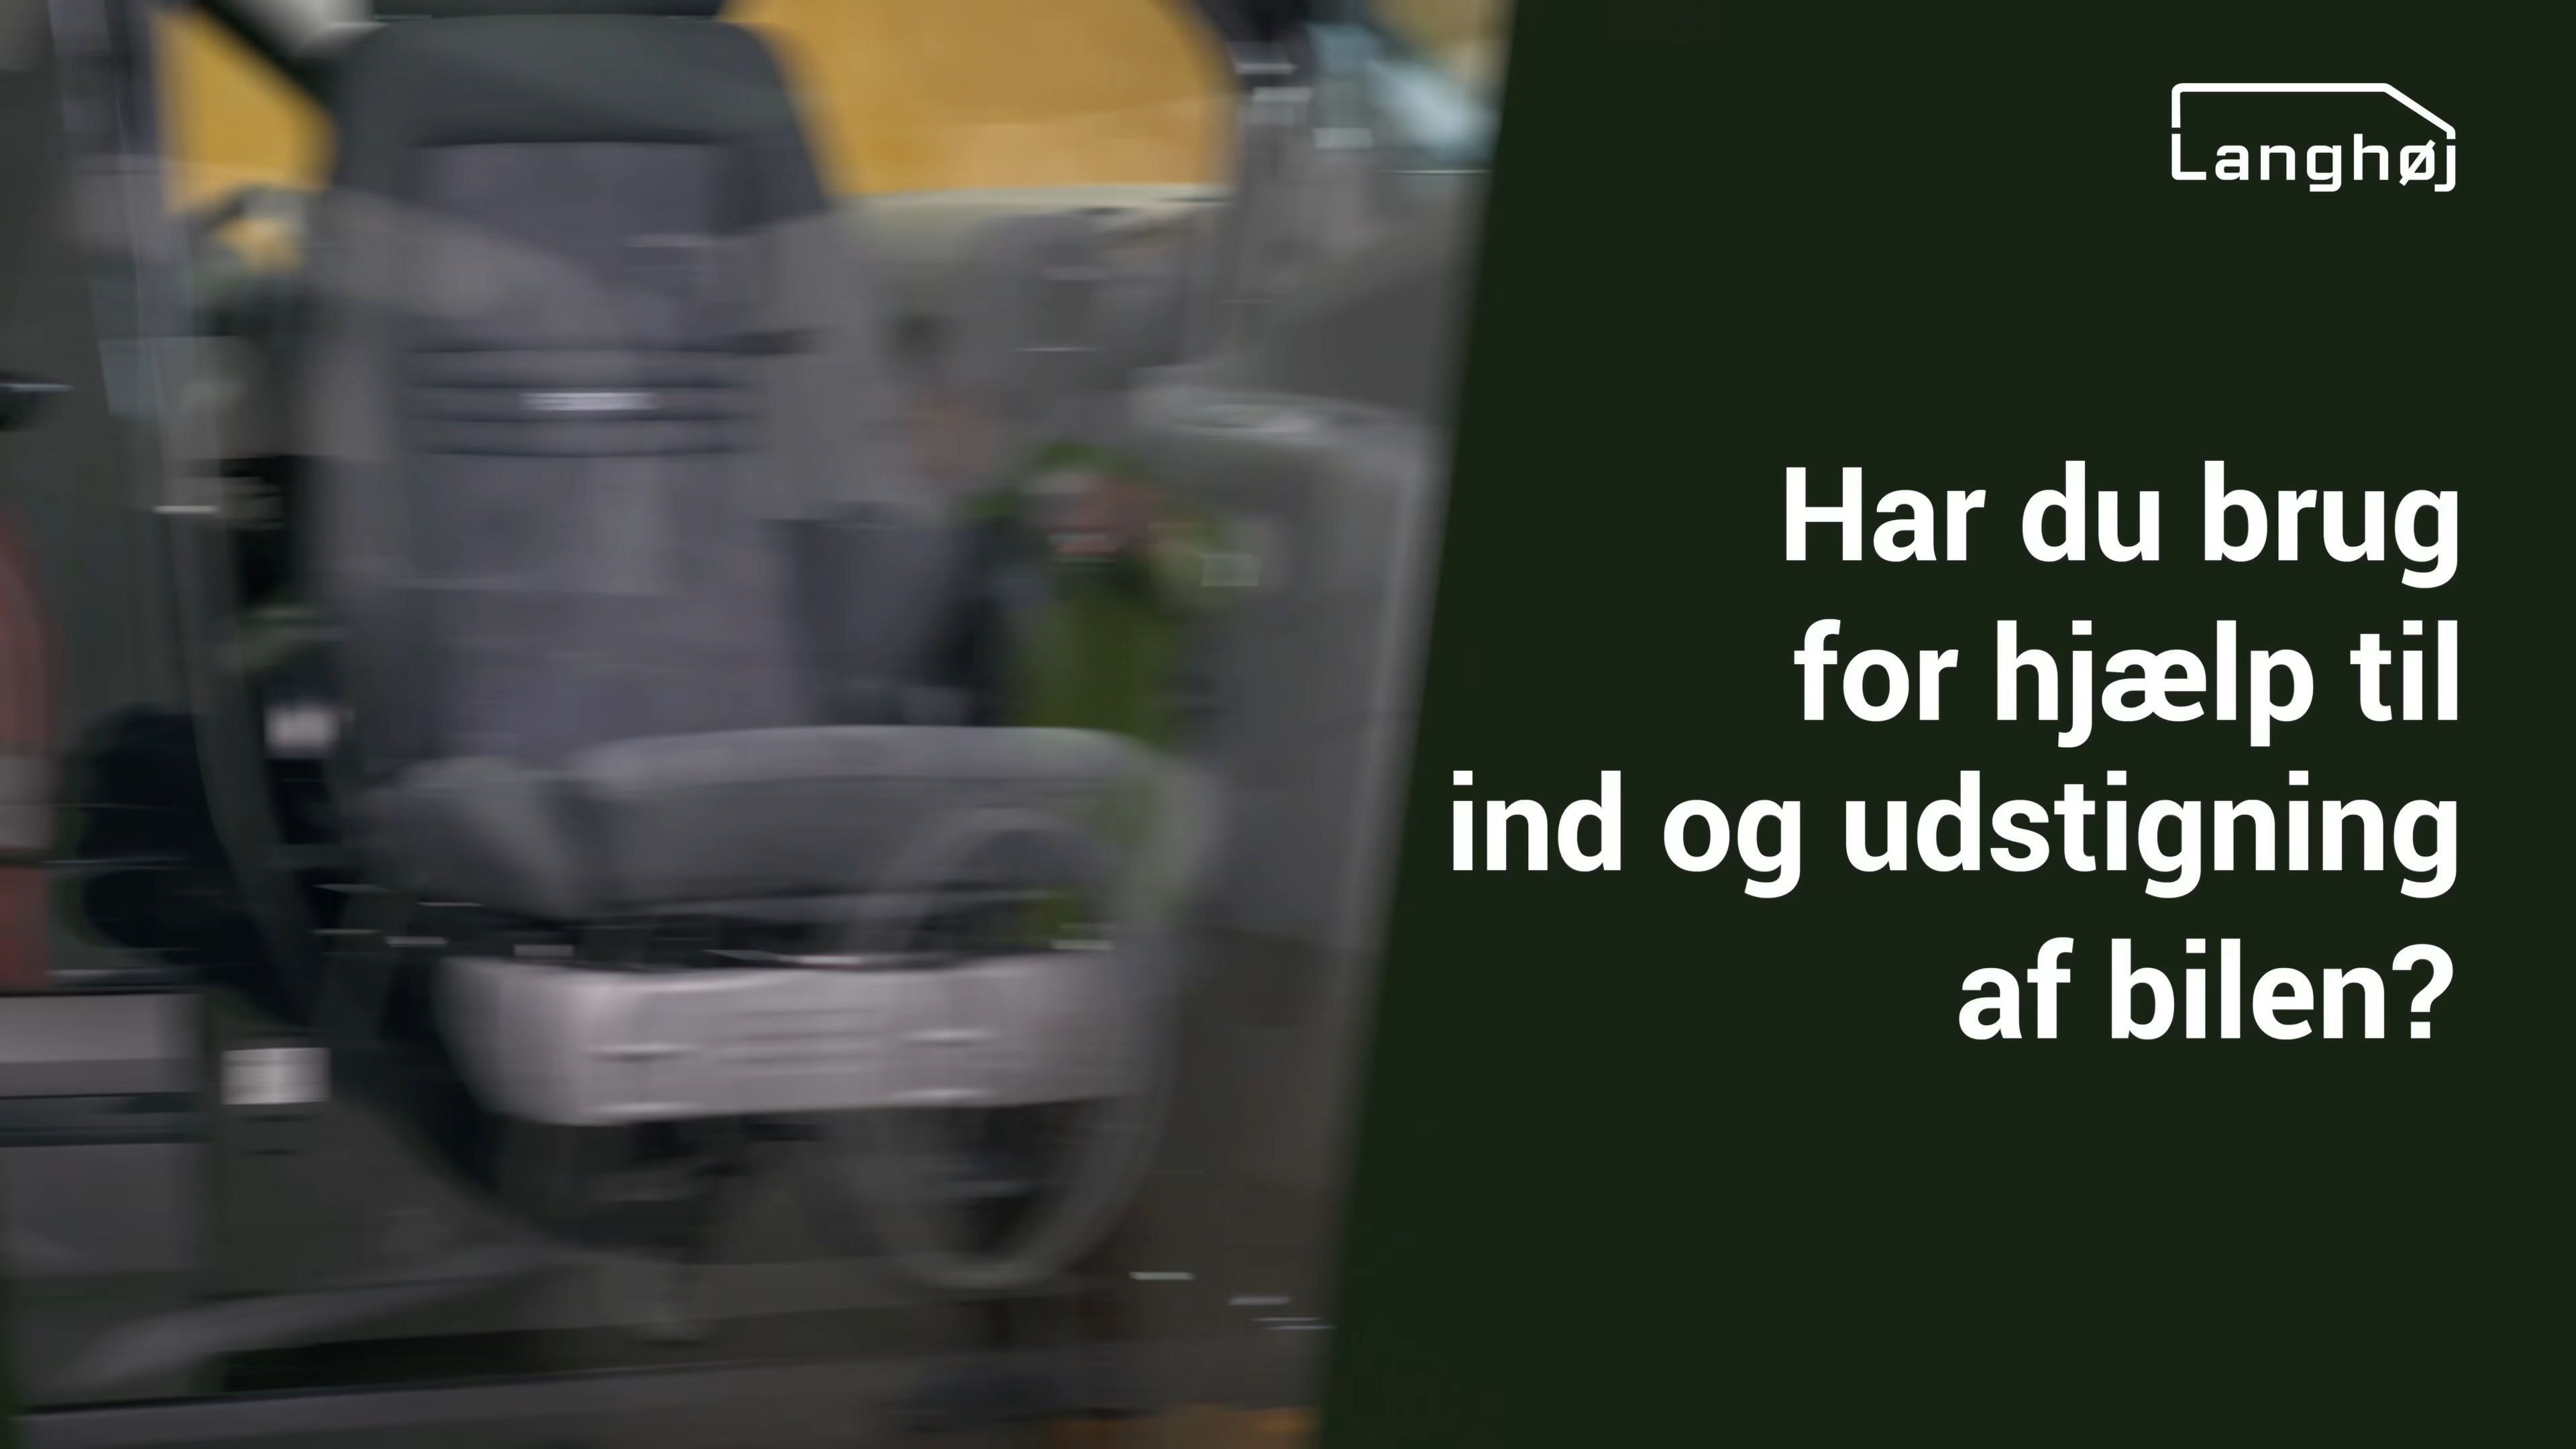 Langhøj
Har du brug
for hjælp til
ind og udstigning
af bilen?